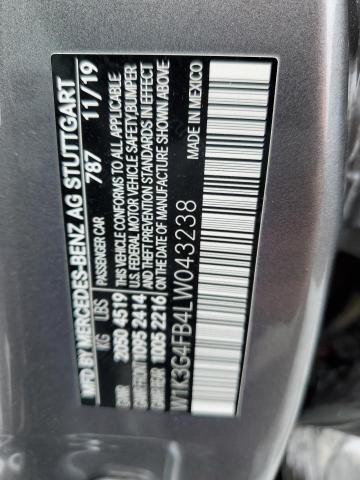 MFD BY MERCEDES-BENZ AG STUTTGART
PASSENGER CAR 787 11/19
KG LBS
GVWR 2050 4519
GAWR/FRONT 1095 2414
GAWR/REAR 1005 2216
THIS VEHICLE CONFORMS TO ALL APPLICABLE
U.S. FEDERAL MOTOR VEHICLE SAFETY, BUMPER
AND THEFT PREVENTION STANDARDS IN EFFECT
ON THE DATE OF MANUFACTURE SHOWN ABOVE
MADE IN MEXICO
W1K3G4FB4LW043238